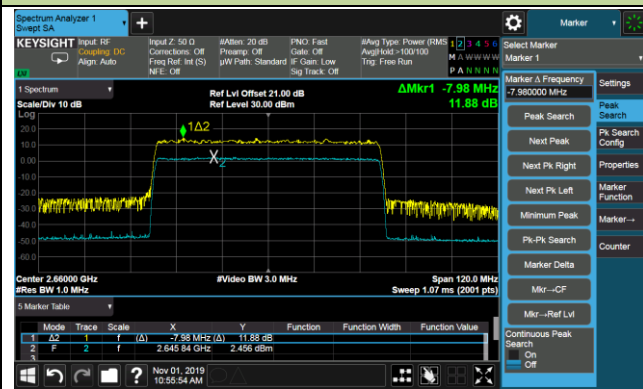 Spectrum Analyzer 1
Swept SA
Marker
KEYSIGHT
Input: RF
Coupling: DC
Align: Auto
Input Z: 50 Ω
Corrections: Off
Freq Ref: Int (S)
NFE: Off
#Atten: 20 dB
Preamp: Off
µW Path: Standard
PNO: Fast
Gate: Off
IF Gain: Low
Sig Track: Off
#Avg Type: Power (RMS
Avg|Hold:>100/100
Trig: Free Run
1 2 3 4 5 6
M A W W W W
P A N N N N
Select Marker
Marker 1
1 Spectrum
Scale/Div 10 dB
Ref Lvl Offset 21.00 dB
Ref Level 30.00 dBm
ΔMkr1 -7.98 MHz
11.88 dB
Log
20.0
10.0
0.00
-10.0
-20.0
-30.0
-40.0
-50.0
-60.0
1Δ2
2
Center 2.66000 GHz
#Res BW 1.0 MHz
#Video BW 3.0 MHz
Span 120.0 MHz
Sweep 1.07 ms (2001 pts)
5 Marker Table
Mode Trace Scale X Y Function Function Width Function Value
1 Δ2 1 f (Δ) -7.98 MHz (Δ) 11.88 dB
2 F 2 f 2.645 84 GHz 2.456 dBm
3
Nov 01, 2019
10:55:54 AM
Marker Δ Frequency
-7.980000 MHz
Peak Search
Next Peak
Next Pk Right
Next Pk Left
Minimum Peak
Pk-Pk Search
Marker Delta
Mkr→CF
Mkr→Ref Lvl
Continuous Peak
Search
On
Off
Settings
Peak
Search
Pk Search
Config
Properties
Marker
Function
Marker→
Counter